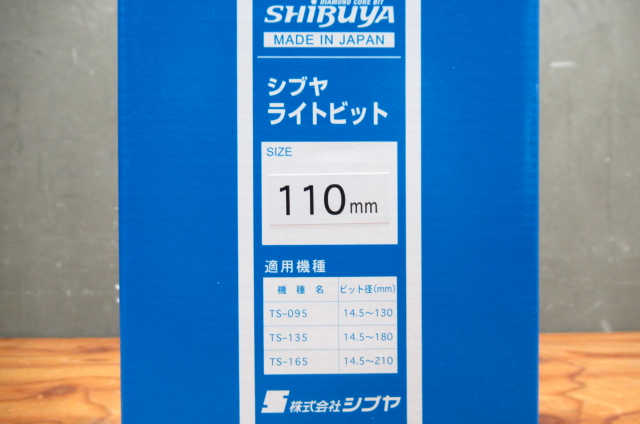 DIAMOND CORE BIT
SHIBUYA
MADE IN JAPAN
シブヤ
ライトビット
SIZE
110mm
適用機種
機種名 ビット径(mm)
TS-095 14.5～130
TS-135 14.5～180
TS-165 14.5～210
株式会社シブヤ